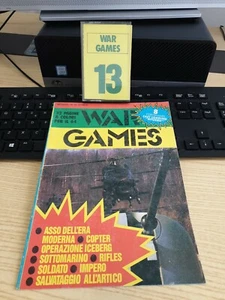 WAR
GAMES
13
WAR
GAMES
• ASSO DELL'ERA
MODERNA • COPTER
• OPERAZIONE ICEBERG
• SOTTOMARINO • RIFLES
• SOLDATO • IMPERO
• SALVATAGGIO ALL'ARTICO